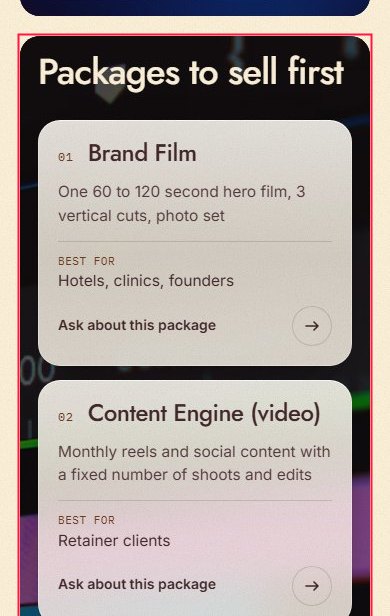 Packages to sell first
01 Brand Film
One 60 to 120 second hero film, 3
vertical cuts, photo set
BEST FOR
Hotels, clinics, founders
Ask about this package
02 Content Engine (video)
Monthly reels and social content with
a fixed number of shoots and edits
BEST FOR
Retainer clients
Ask about this package